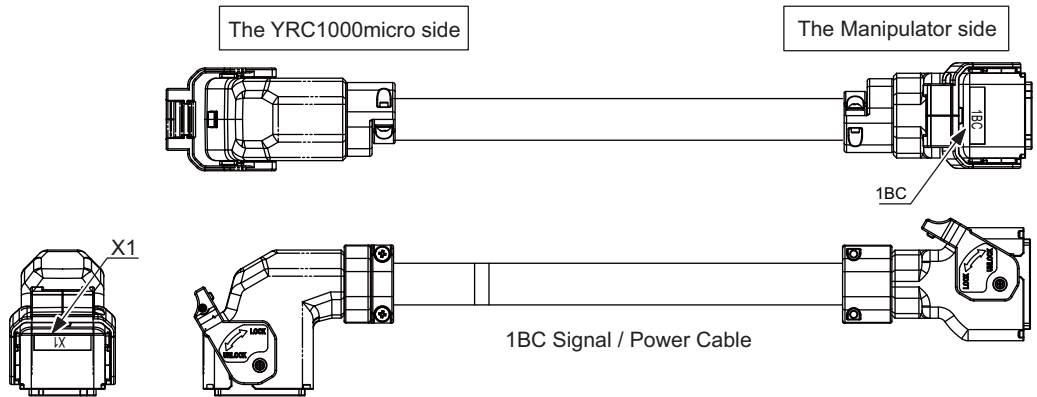 The YRC1000micro side
The Manipulator side
1BC
1BC
X1
X1
LOCK
UNLOCK
1BC Signal / Power Cable
LOCK
UNLOCK